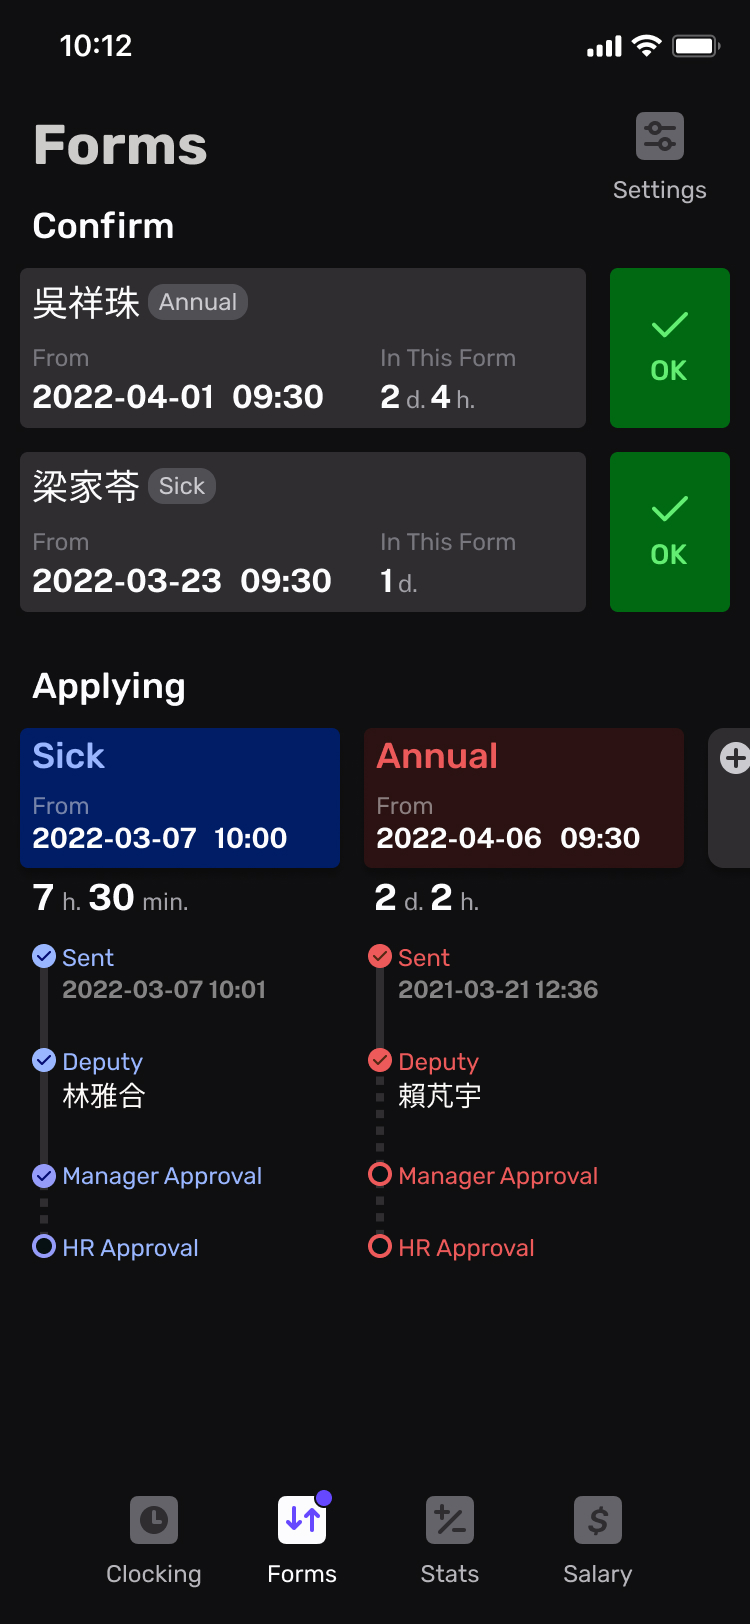 10:12
Forms
Settings
Confirm
吳祥珠 Annual
From In This Form
2022-04-01 09:30 2 d. 4 h.
OK
梁家苓 Sick
From In This Form
2022-03-23 09:30 1 d.
OK
Applying
Sick
From
2022-03-07 10:00
7 h. 30 min.
Sent
2022-03-07 10:01
Deputy
林雅合
Manager Approval
HR Approval
Annual
From
2022-04-06 09:30
2 d. 2 h.
Sent
2021-03-21 12:36
Deputy
賴芃宇
Manager Approval
HR Approval
Clocking
Forms
Stats
Salary